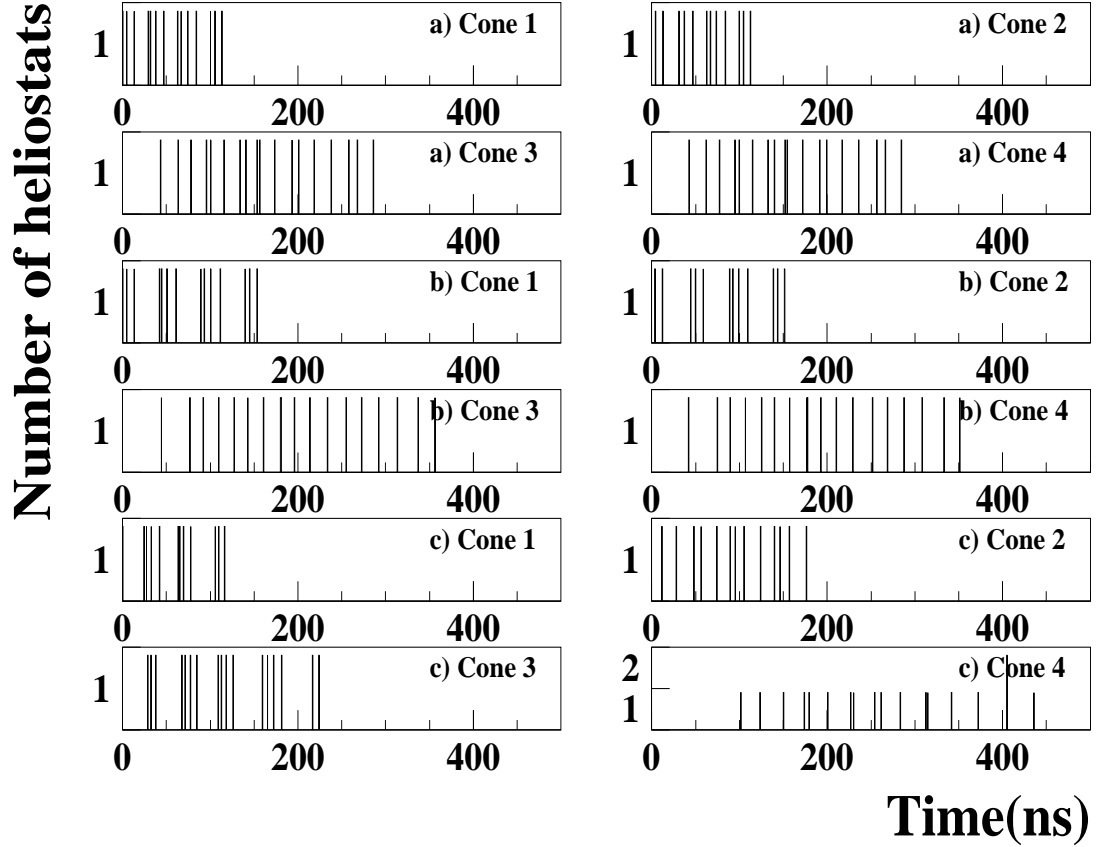 Number of heliostats
1
a) Cone 1
0 200 400
1
a) Cone 2
0 200 400
1
a) Cone 3
0 200 400
1
a) Cone 4
0 200 400
1
b) Cone 1
0 200 400
1
b) Cone 2
0 200 400
1
b) Cone 3
0 200 400
1
b) Cone 4
0 200 400
1
c) Cone 1
0 200 400
1
c) Cone 2
0 200 400
1
c) Cone 3
0 200 400
2
1
c) Cone 4
0 200 400
Time(ns)